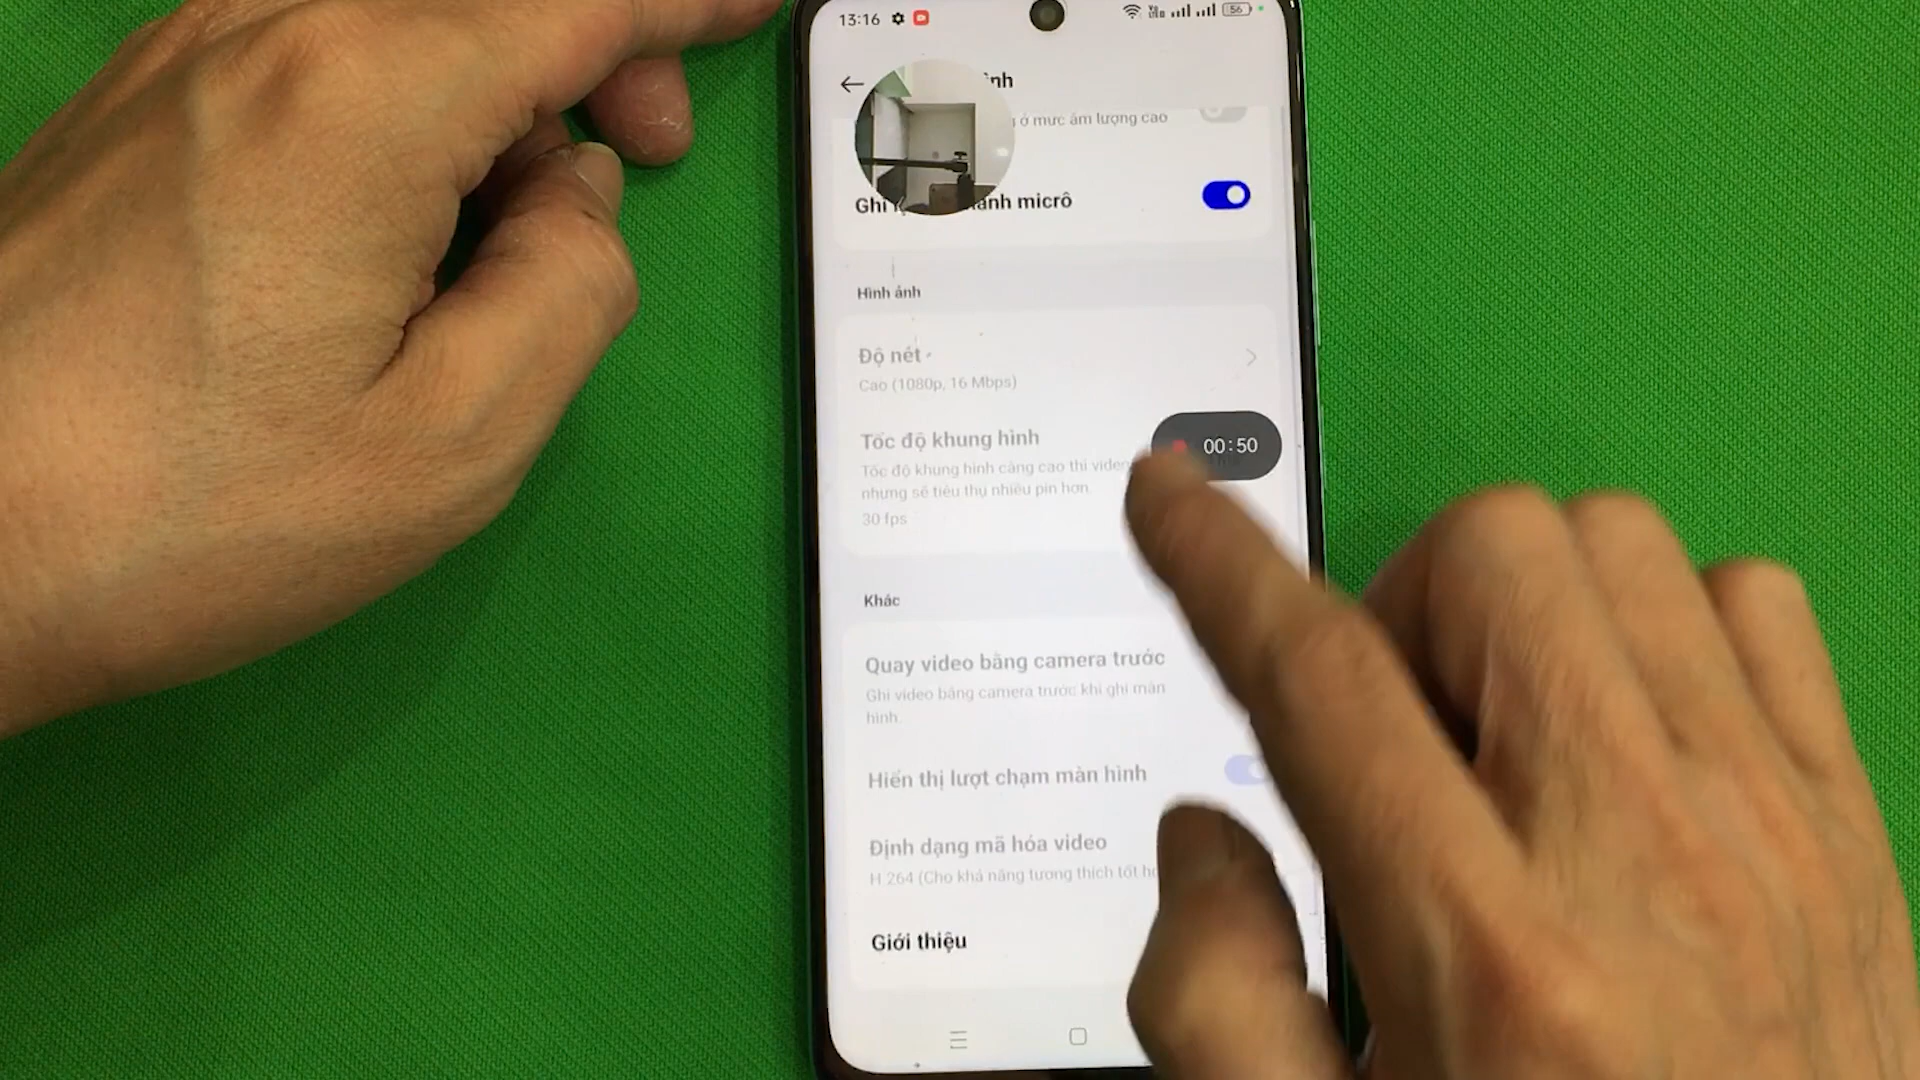 13:16
56
ình
ở mức âm lượng cao
Ghi anh micrô
Hình ảnh
Độ nét
Cao (1080p, 16 Mbps)
Tốc độ khung hình
00:50
Tốc độ khung hình càng cao thì video
nhưng sẽ tiêu thụ nhiều pin hơn.
30 fps
Khác
Quay video bằng camera trước
Ghi video bằng camera trước khi ghi màn
hình.
Hiển thị lượt chạm màn hình
Định dạng mã hóa video
H.264 (Cho khả năng tương thích tốt
Giới thiệu